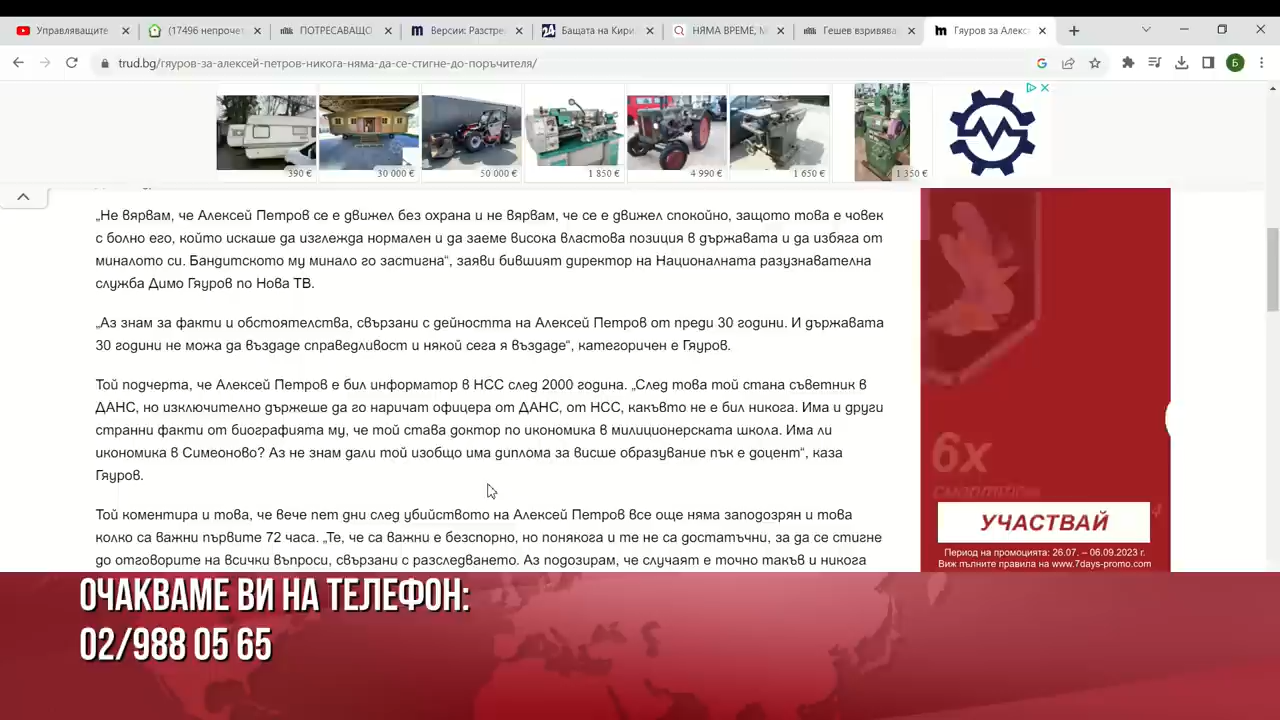 Управляващите
(17496 непрочет
ПОТРЕСАВАЩО
Версии: Разстре
Бащата на Кири
НЯМА ВРЕМЕ, М
Гешев взривява
Гяуров за Алекс
trud.bg/гяуров-за-алексей-петров-никога-няма-да-се-стигне-до-поръчителя/
390 €
30 000 €
50 000 €
1 850 €
4 990 €
1 650 €
1 350 €
„Не вярвам, че Алексей Петров се е движел без охрана и не вярвам, че се е движел спокойно, защото това е човек
с болно его, който искаше да изглежда нормален и да заеме висока властова позиция в държавата и да избяга от
миналото си. Бандитското му минало го застигна“, заяви бившият директор на Националната разузнавателна
служба Димо Гяуров по Нова ТВ.
„Аз знам за факти и обстоятелства, свързани с дейността на Алексей Петров от преди 30 години. И държавата
30 години не можа да въздаде справедливост и някой сега я въздаде“, категоричен е Гяуров.
Той подчерта, че Алексей Петров е бил информатор в НСС след 2000 година. „След това той стана съветник в
ДАНС, но изключително държеше да го наричат офицера от ДАНС, от НСС, какъвто не е бил никога. Има и други
странни факти от биографията му, че той става доктор по икономика в милиционерската школа. Има ли
икономика в Симеоново? Аз не знам дали той изобщо има диплома за висше образувание пък е доцент“, каза
Гяуров.
Той коментира и това, че вече пет дни след убийството на Алексей Петров все още няма заподозрян и това
колко са важни първите 72 часа. „Те, че са важни е безспорно, но понякога и те не са достатъчни, за да се стигне
до отговорите на всички въпроси, свързани с разследването. Аз подозирам, че случаят е точно такъв и никога
6x
УЧАСТВАЙ
Период на промоцията: 26.07. – 06.09.2023 г.
Виж пълните правила на www.7days-promo.com
ОЧАКВАМЕ ВИ НА ТЕЛЕФОН:
02/988 05 65